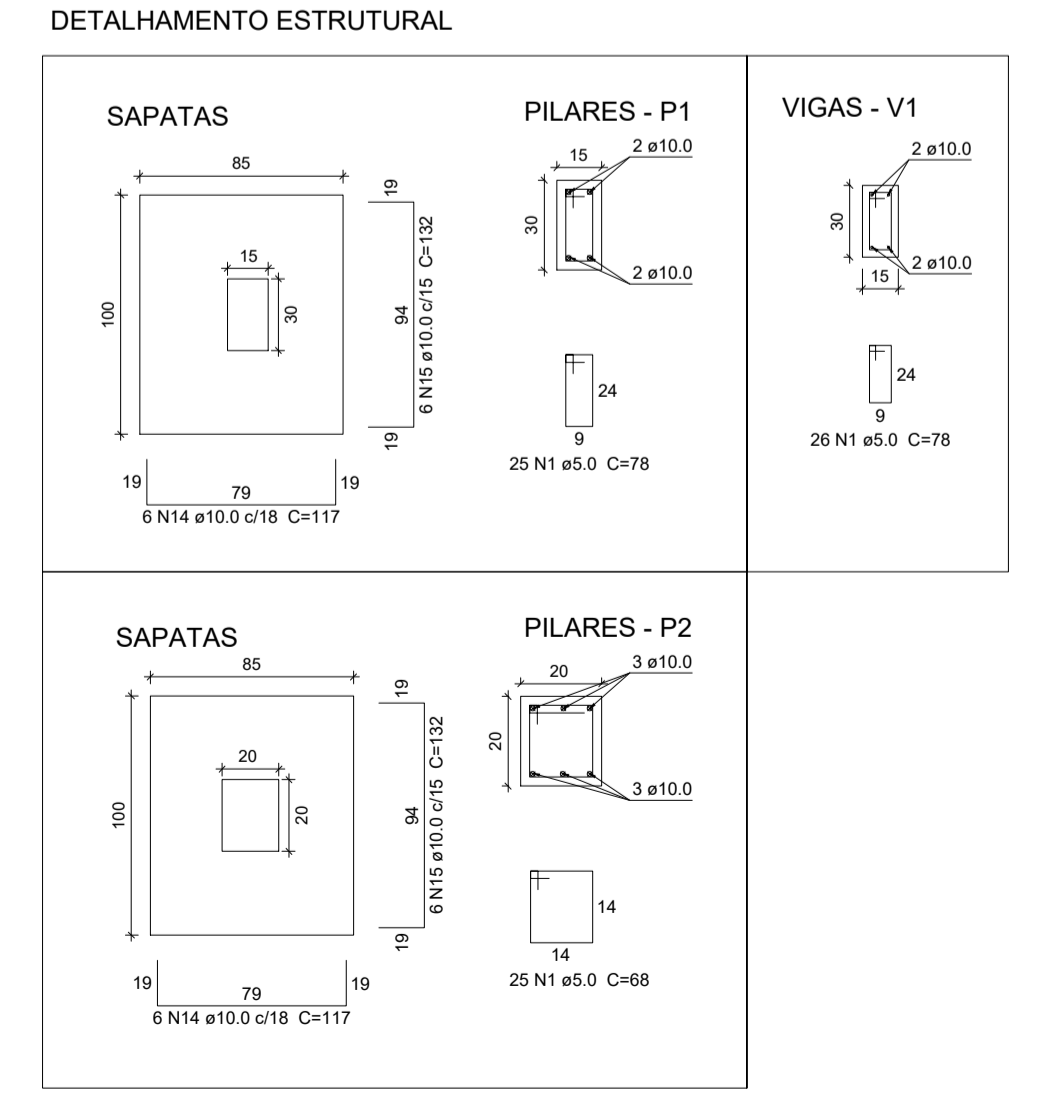 DETALHAMENTO ESTRUTURAL
SAPATAS
85
100
15
30
19
94
19
6 N15 ø10.0 c/15 C=132
19
79
19
6 N14 ø10.0 c/18 C=117
PILARES - P1
15
2 ø10.0
30
2 ø10.0
24
9
25 N1 ø5.0 C=78
VIGAS - V1
2 ø10.0
30
2 ø10.0
15
24
9
26 N1 ø5.0 C=78
SAPATAS
85
100
20
20
19
94
19
6 N15 ø10.0 c/15 C=132
19
79
19
6 N14 ø10.0 c/18 C=117
PILARES - P2
20
3 ø10.0
20
3 ø10.0
14
14
25 N1 ø5.0 C=68